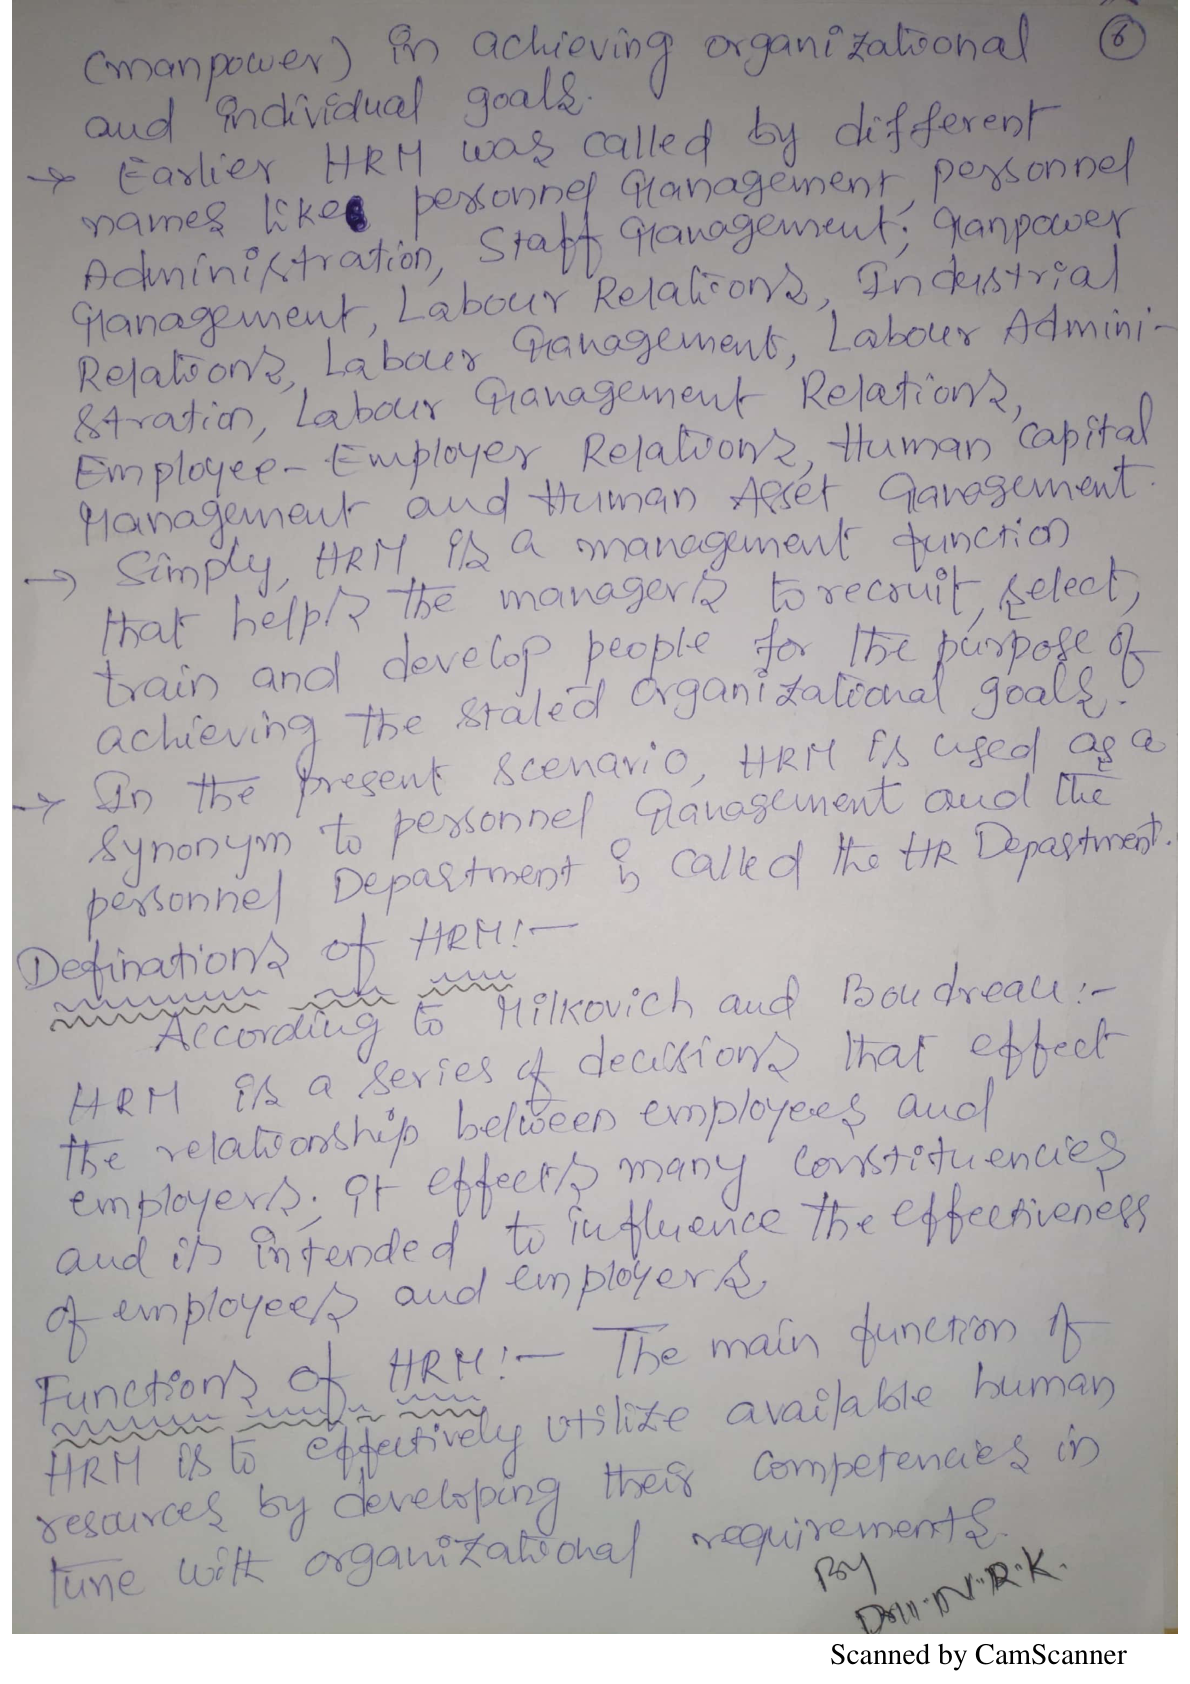 (manpower) in achieving organizational
6
and individual goals.
→ Earlier HRM was called by different
names like personnel Management, personnel
Administration, Staff Management, Manpower
Management, Labour Relations, Industrial
Relations, Labour Management, Labour Admini-
stration, Labour Management Relations,
Employee-Employer Relations, Human capital
Management and Human Asset Management.
→ Simply, HRM is a management function
that helps the managers to recruit, select,
train and develop people for the purpose of
achieving the stated organizational goals.
→ In the present scenario, HRM is used as a
synonym to personnel Management and the
personnel Department is called the HR Department.
Definations of HRM:-
According to Milkovich and Boudreau:-
HRM is a series of decisions that effect
the relationship between employees and
employers; it effects many constituencies
and is intended to influence the effectiveness
of employees and employers.
Functions of HRM:- The main function of
HRM is to effectively utilize available human
resources by developing their competencies in
tune with organizational requirements.
By
N.R.K.
Scanned by CamScanner